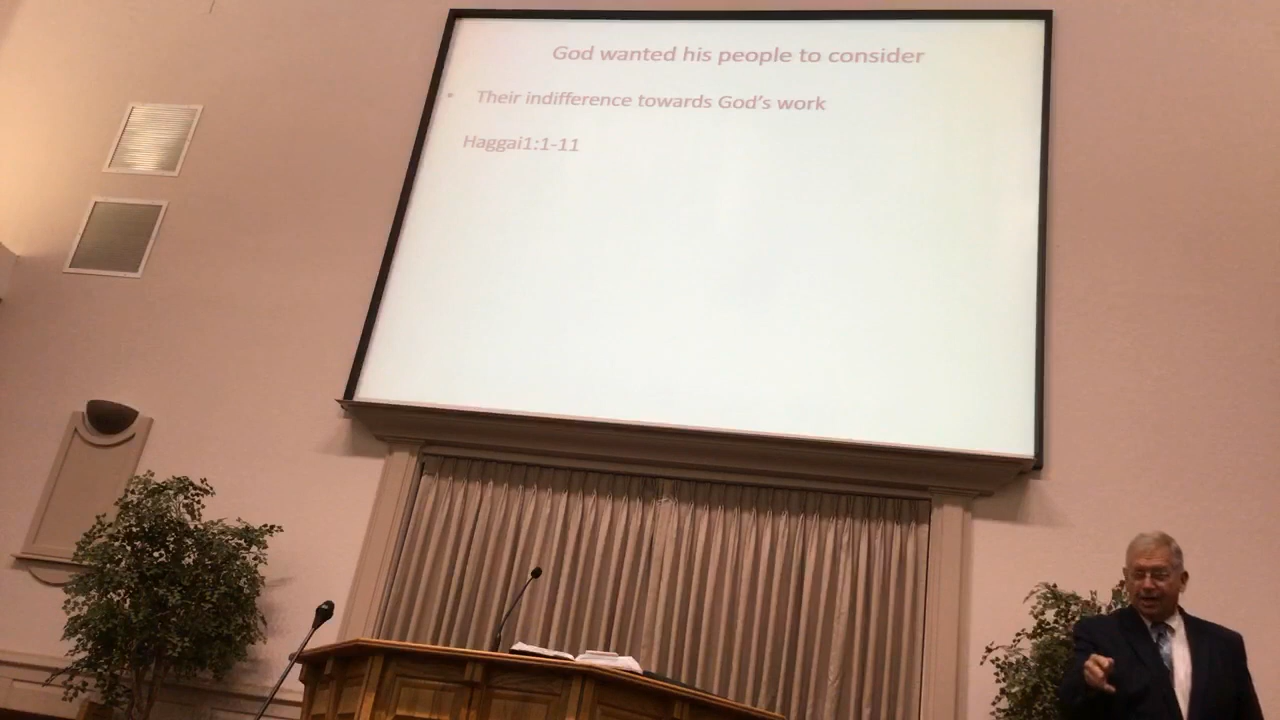 God wanted his people to consider
• Their indifference towards God's work
Haggai1:1-11